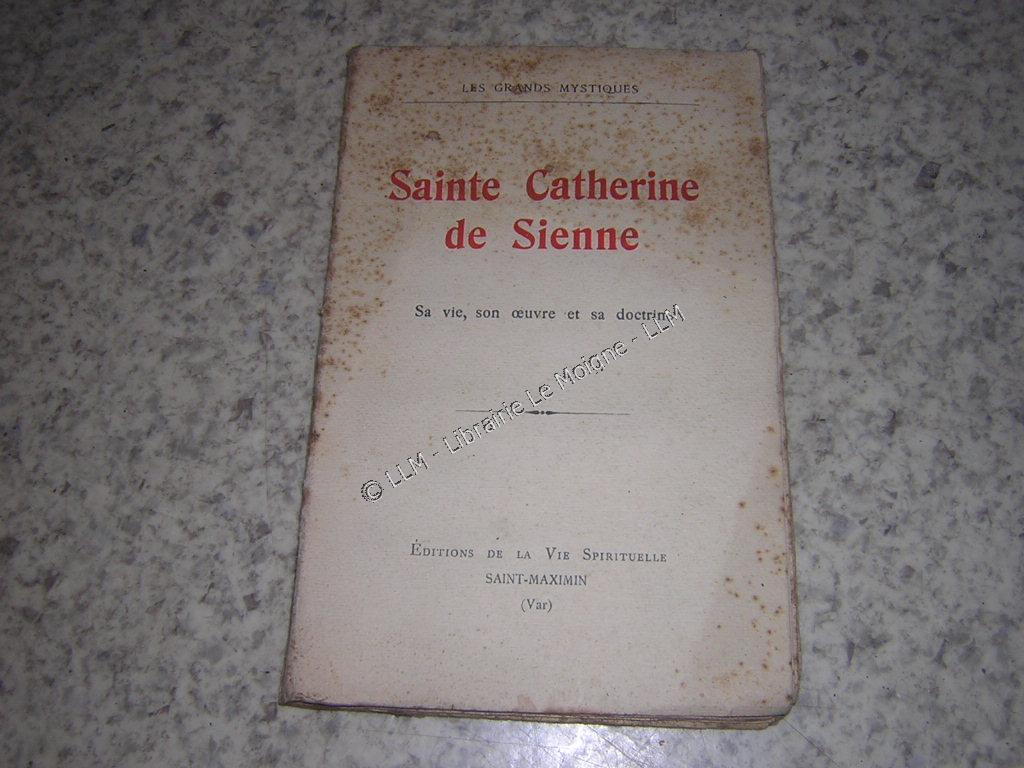 LES GRANDS MYSTIQUES
Sainte Catherine
de Sienne
Sa vie, son œuvre et sa doctrine
© LLM - Librairie Le Moigne - LLM
ÉDITIONS DE LA VIE SPIRITUELLE
SAINT-MAXIMIN
(Var)